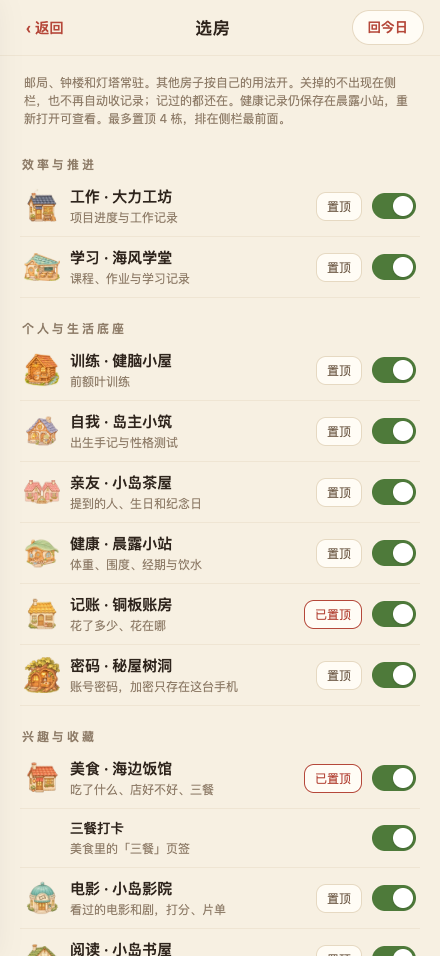 ‹ 返回
选房
回今日
邮局、钟楼和灯塔常驻。其他房子按自己的用法开。关掉的不出现在侧
栏，也不再自动收记录；记过的都还在。健康记录仍保存在晨露小站，重
新打开可查看。最多置顶 4 栋，排在侧栏最前面。
效率与推进
工作 · 大力工坊
项目进度与工作记录
置顶
学习 · 海风学堂
课程、作业与学习记录
置顶
个人与生活底座
训练 · 健脑小屋
前额叶训练
置顶
自我 · 岛主小筑
出生手记与性格测试
置顶
亲友 · 小岛茶屋
提到的人、生日和纪念日
置顶
健康 · 晨露小站
体重、围度、经期与饮水
置顶
记账 · 铜板账房
花了多少、花在哪
已置顶
密码 · 秘屋树洞
账号密码，加密只存在这台手机
置顶
兴趣与收藏
美食 · 海边饭馆
吃了什么、店好不好、三餐
已置顶
三餐打卡
美食里的「三餐」页签
电影 · 小岛影院
看过的电影和剧，打分、片单
置顶
阅读 · 小岛书屋
置顶